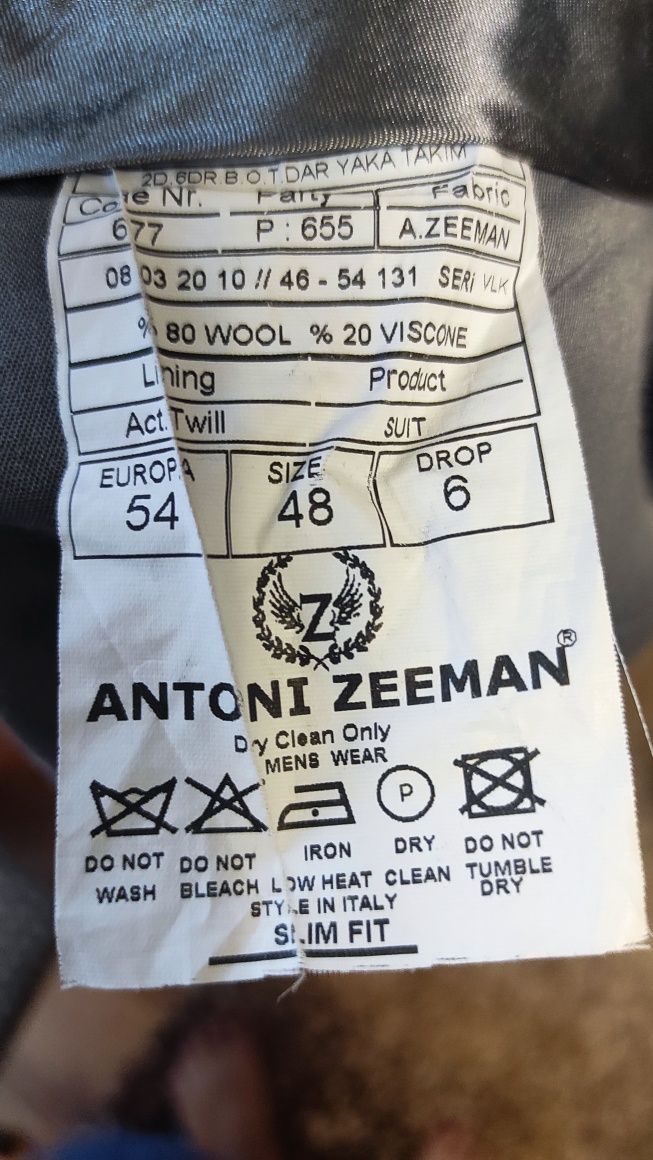 2D.6DR.B.O.T.DAR YAKA TAKIM
Code Nr. Party Fabric
677 P : 655 A.ZEEMAN
08 03 20 10 // 46 - 54 131 SERİ VLK
% 80 WOOL % 20 VISCONE
Lining Product
Act.Twill SUIT
EUROPA SIZE DROP
54 48 6
Z
ANTONI ZEEMAN®
Dry Clean Only
MENS WEAR
P
DO NOT DO NOT IRON DRY DO NOT
WASH BLEACH LOW HEAT CLEAN TUMBLE
DRY
STYLE IN ITALY
SLIM FIT